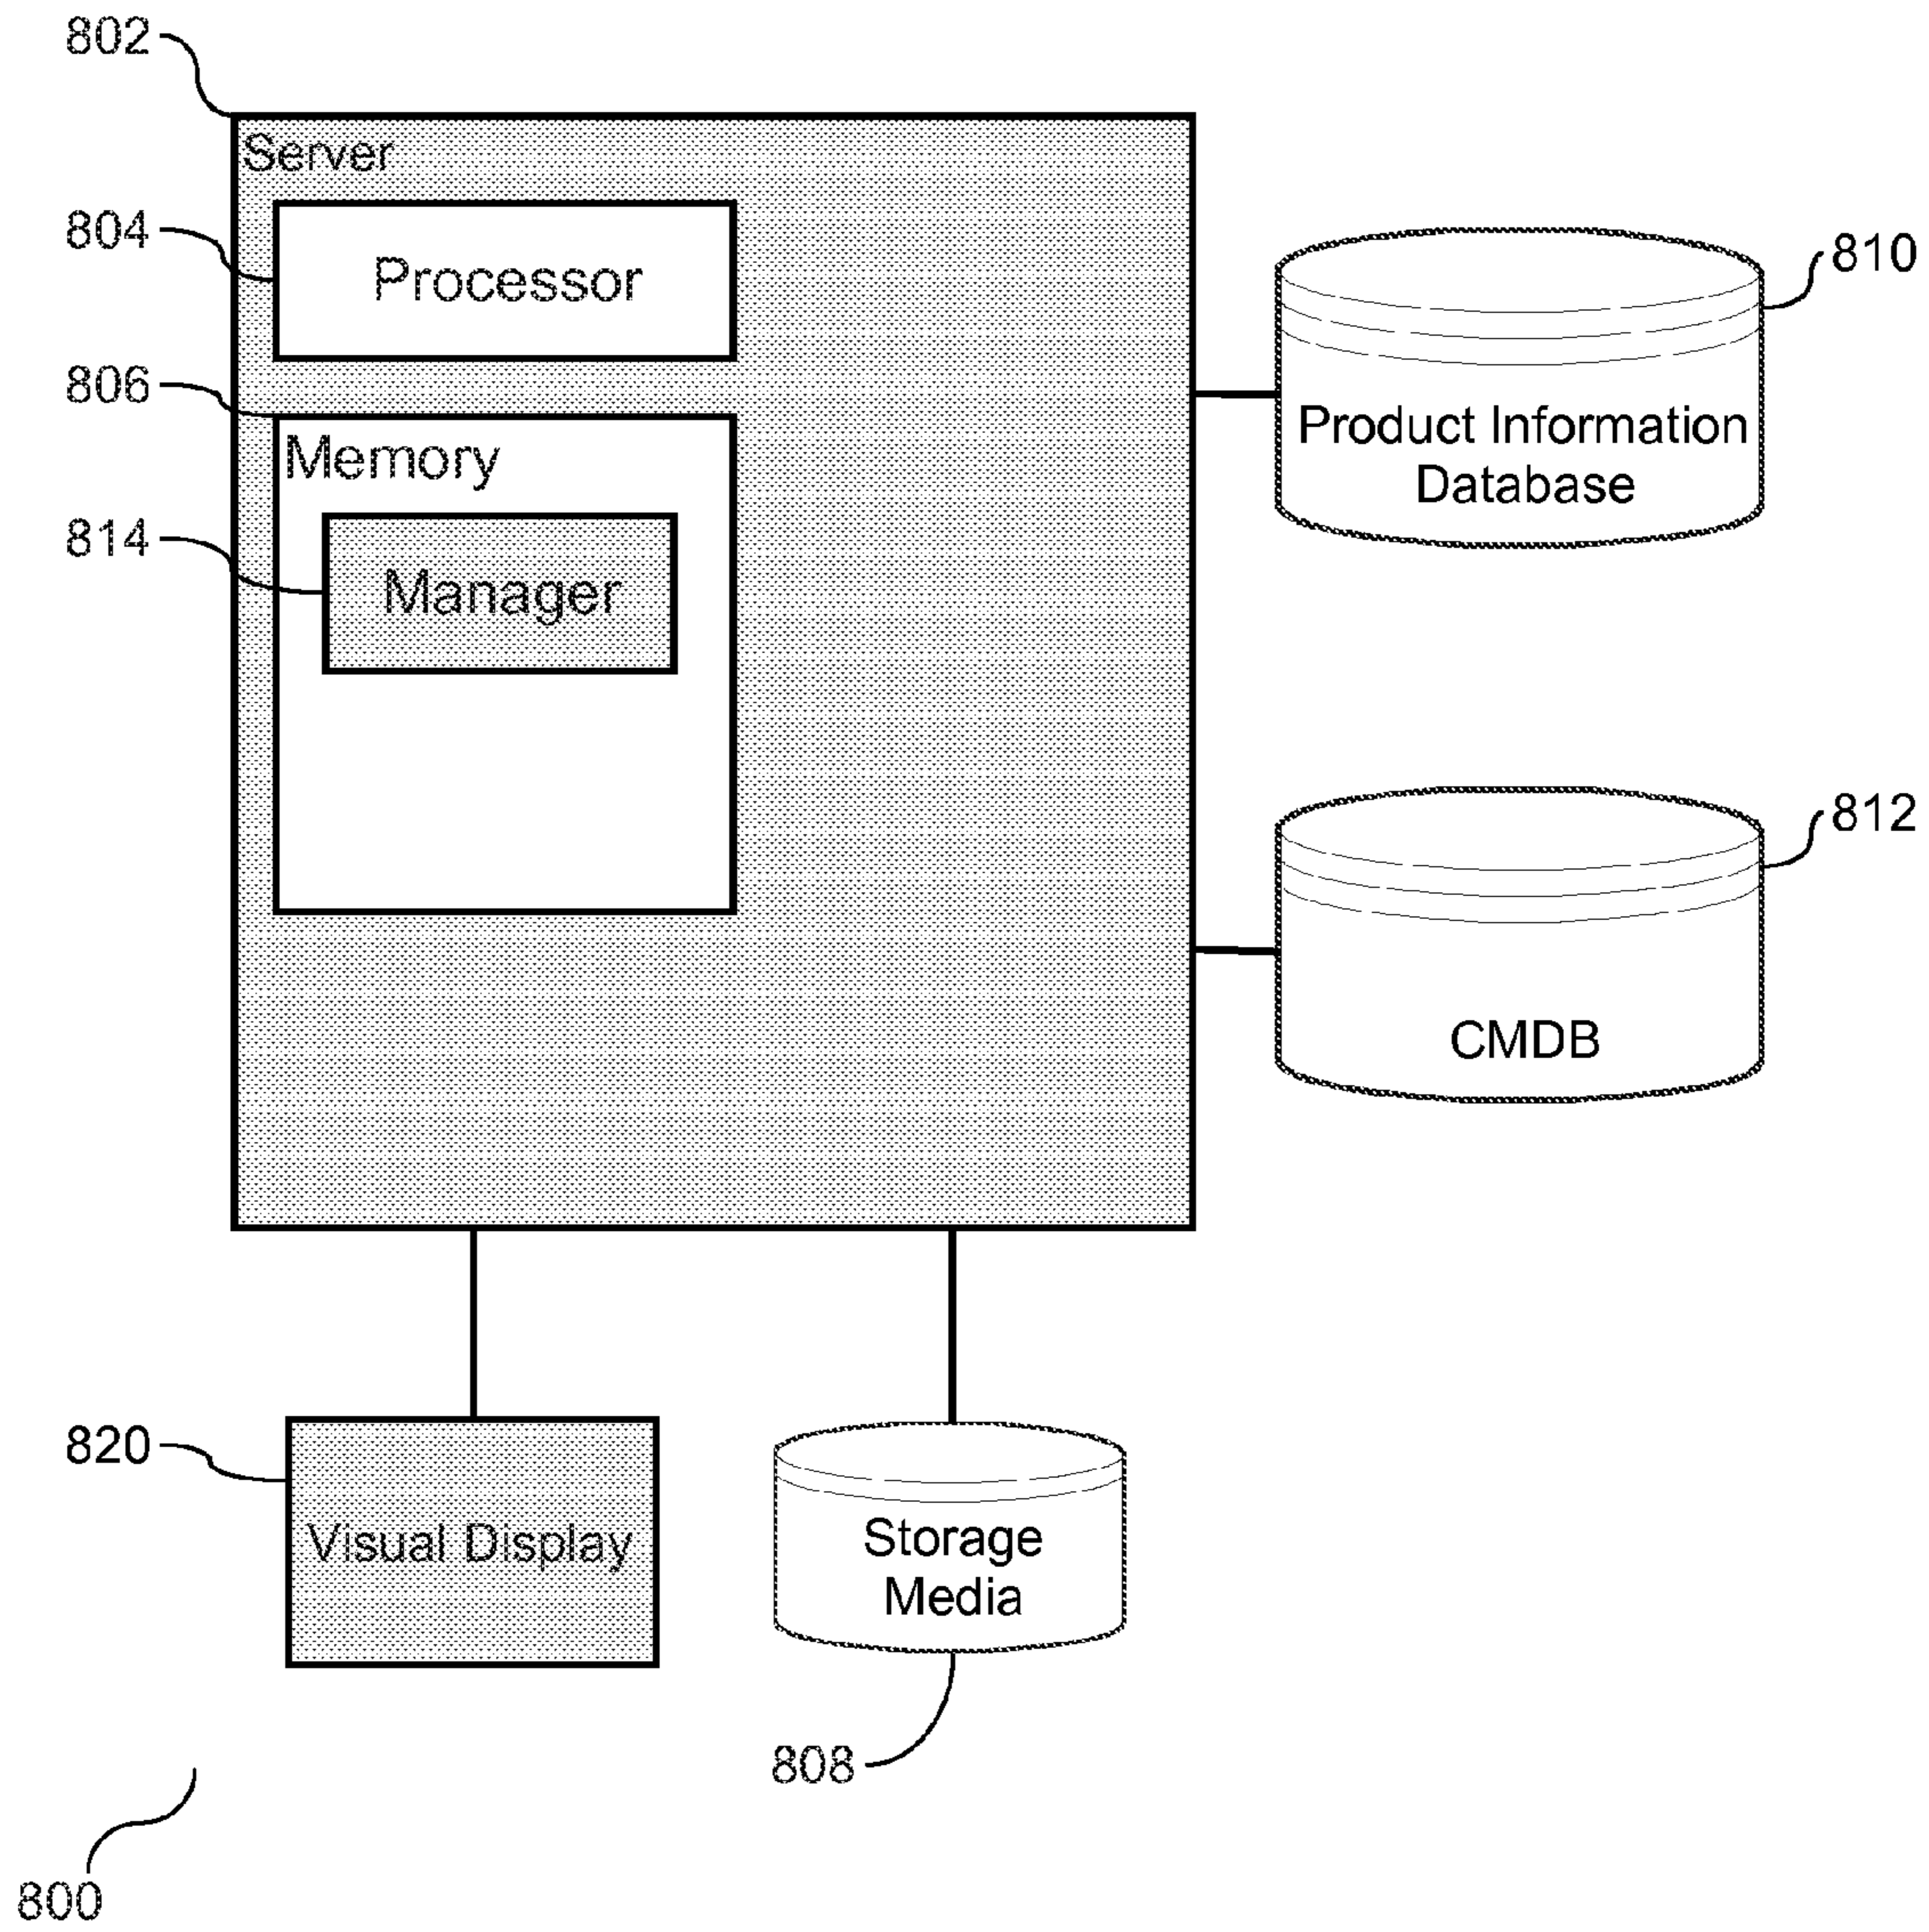 802
Server
804
Processor
810
806
Memory
Product Information
Database
814
Manager
812
CMDB
820
Visual Display
Storage
Media
808
800